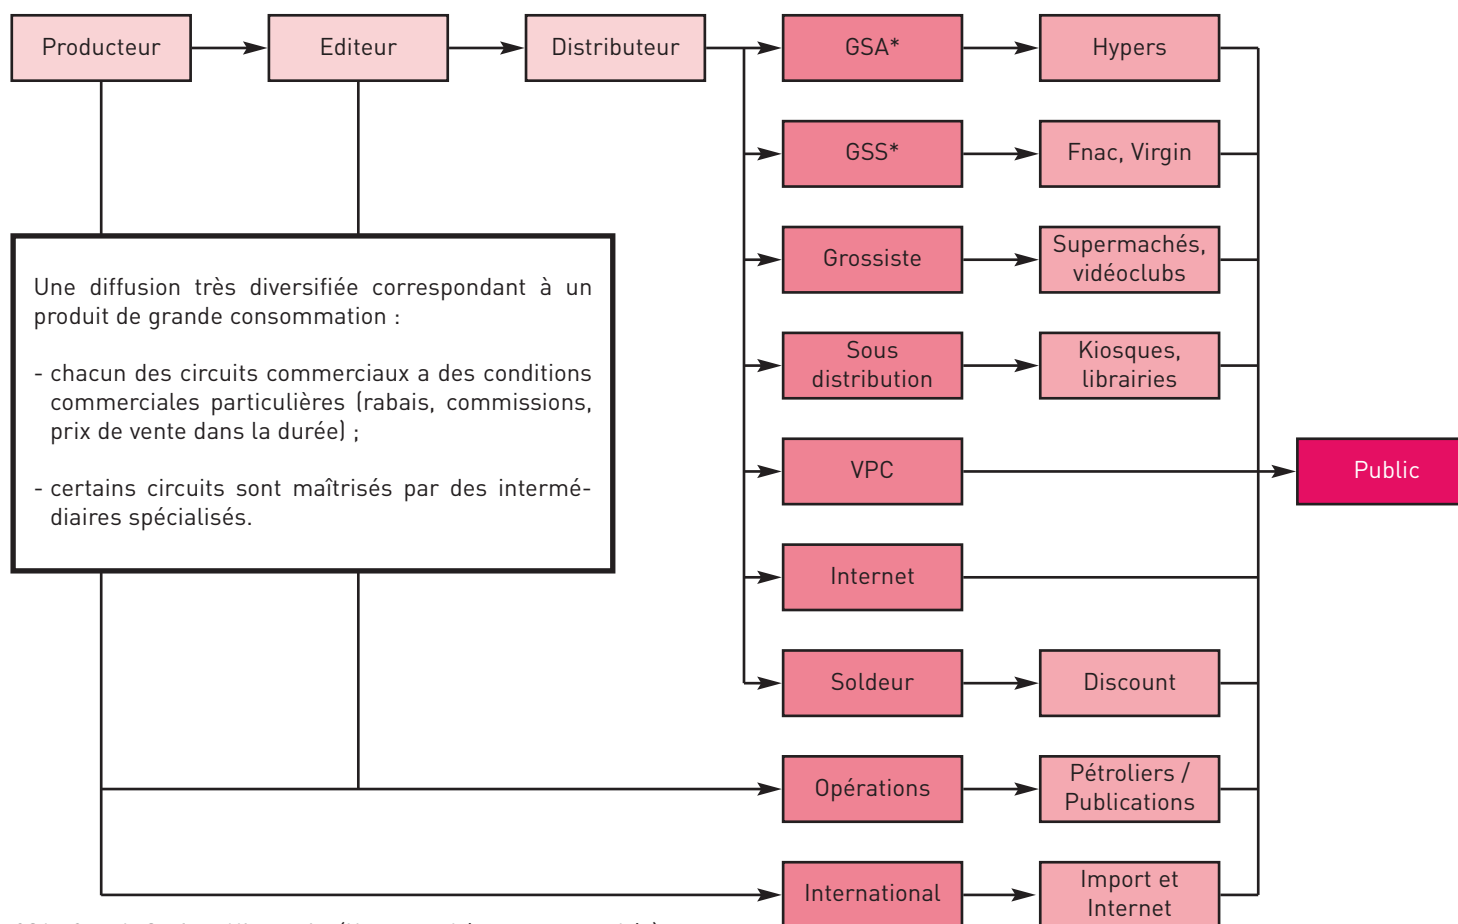 Producteur
Editeur
Distributeur
GSA*
Hypers
GSS*
Fnac, Virgin
Grossiste
Supermachés,
vidéoclubs
Une diffusion très diversifiée correspondant à un
produit de grande consommation :
- chacun des circuits commerciaux a des conditions
commerciales particulières (rabais, commissions,
prix de vente dans la durée) ;
- certains circuits sont maîtrisés par des intermé-
diaires spécialisés.
Sous
distribution
Kiosques,
librairies
VPC
Public
Internet
Soldeur
Discount
Opérations
Pétroliers /
Publications
International
Import et
Internet